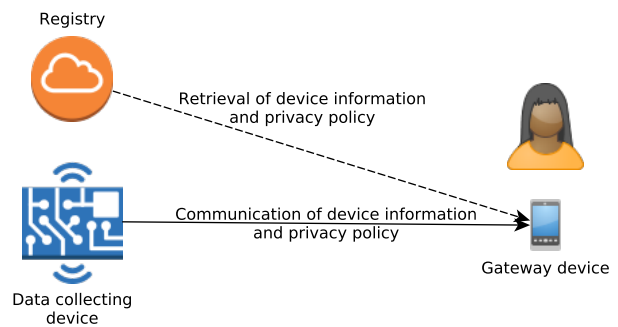 Registry
Retrieval of device information
and privacy policy
Communication of device information
and privacy policy
Gateway device
Data collecting
device